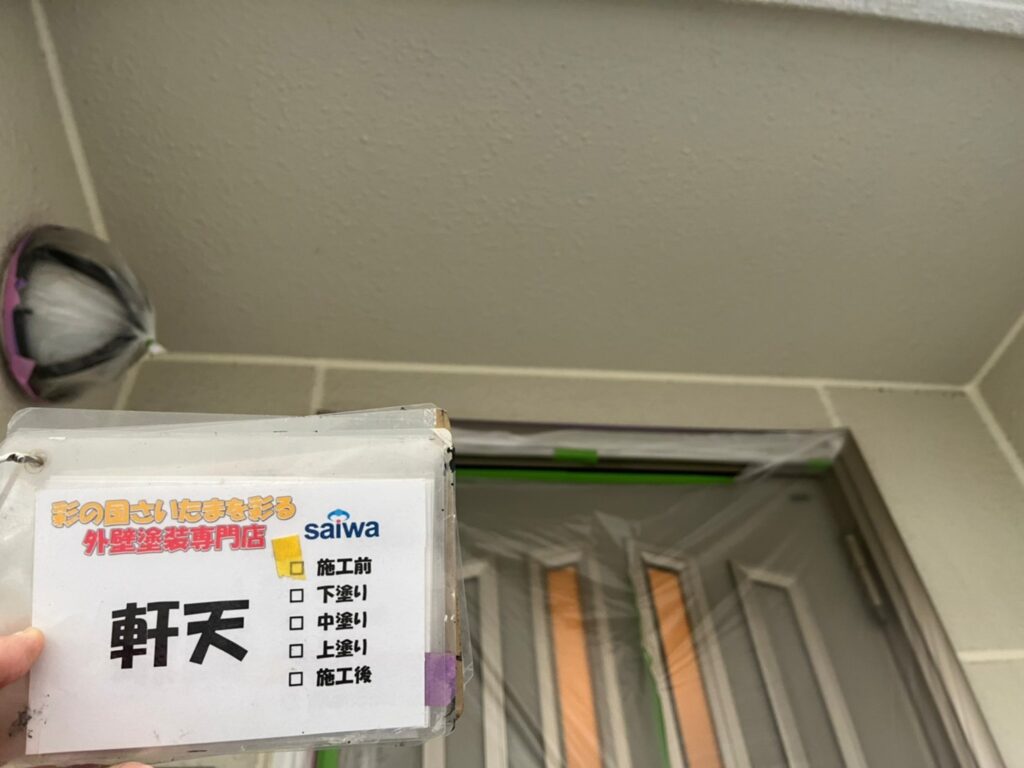 彩の国さいたまを彩る
外壁塗装専門店
saiwa
軒天
□ 施工前
□ 下塗り
□ 中塗り
□ 上塗り
□ 施工後